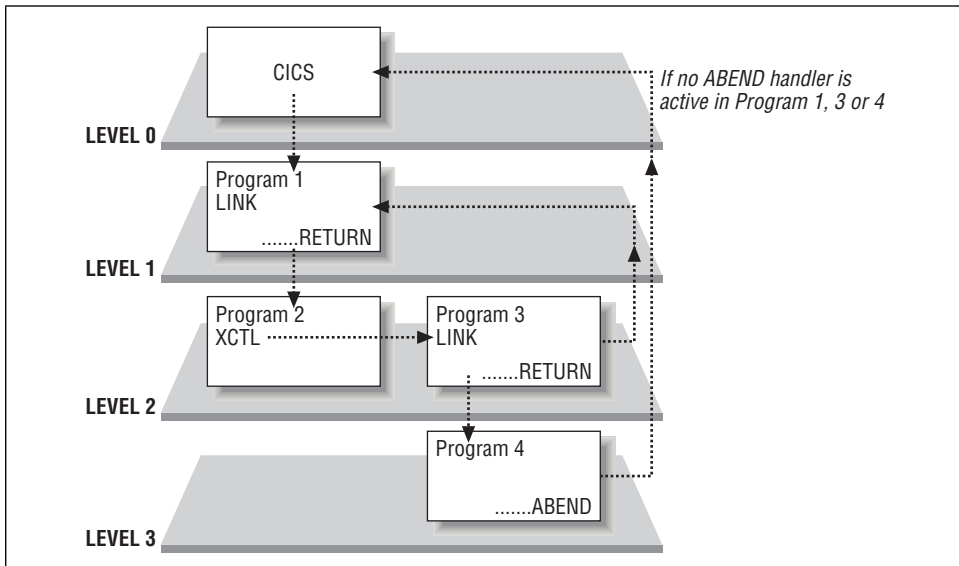 CICS
If no ABEND handler is
active in Program 1, 3 or 4
LEVEL 0
Program 1
LINK
.......RETURN
LEVEL 1
Program 2
XCTL
Program 3
LINK
.......RETURN
LEVEL 2
Program 4
.......ABEND
LEVEL 3